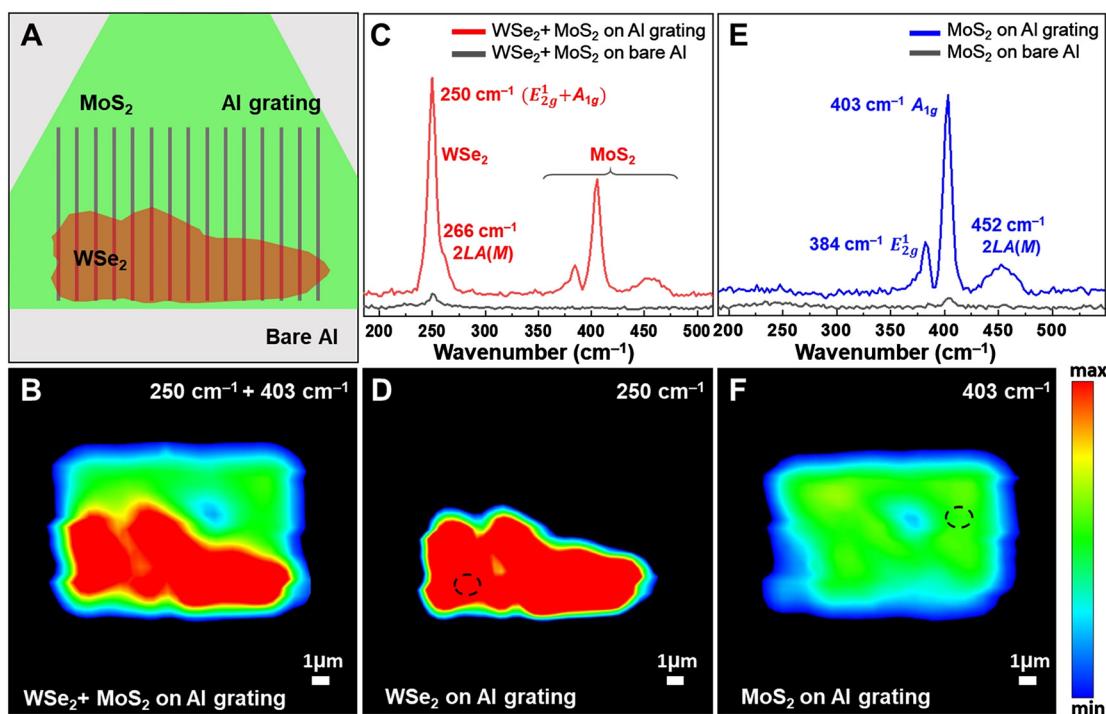 A
MoS₂
Al grating
WSe₂
Bare Al
C
WSe₂+ MoS₂ on Al grating
WSe₂+ MoS₂ on bare Al
250 cm⁻¹ (E¹₂g+A₁g)
WSe₂
MoS₂
266 cm⁻¹
2LA(M)
200 250 300 350 400 450 500
Wavenumber (cm⁻¹)
E
MoS₂ on Al grating
MoS₂ on bare Al
403 cm⁻¹ A₁g
384 cm⁻¹ E¹₂g
452 cm⁻¹
2LA(M)
200 250 300 350 400 450 500
Wavenumber (cm⁻¹)
B
250 cm⁻¹ + 403 cm⁻¹
1μm
WSe₂+ MoS₂ on Al grating
D
250 cm⁻¹
1μm
WSe₂ on Al grating
F
403 cm⁻¹
1μm
MoS₂ on Al grating
max
min